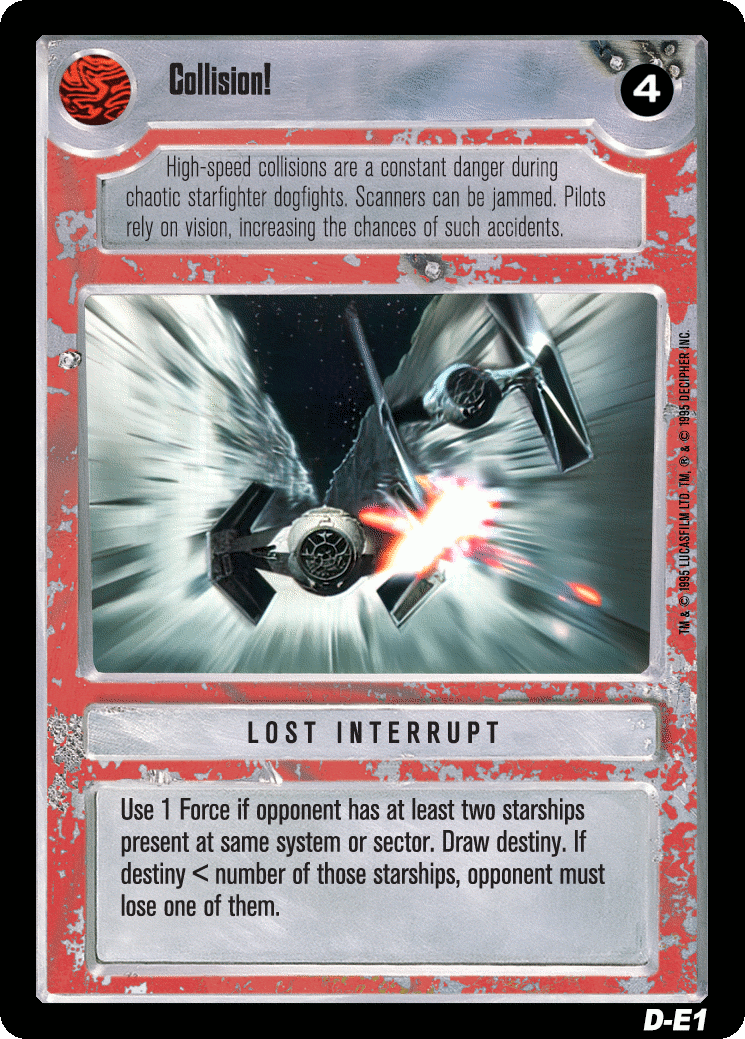 Collision!
4
High-speed collisions are a constant danger during
chaotic starfighter dogfights. Scanners can be jammed. Pilots
rely on vision, increasing the chances of such accidents.
TM & © 1995 LUCASFILM LTD. TM, ® & © 1995 DECIPHER INC.
LOST INTERRUPT
Use 1 Force if opponent has at least two starships
present at same system or sector. Draw destiny. If
destiny < number of those starships, opponent must
lose one of them.
D-E1